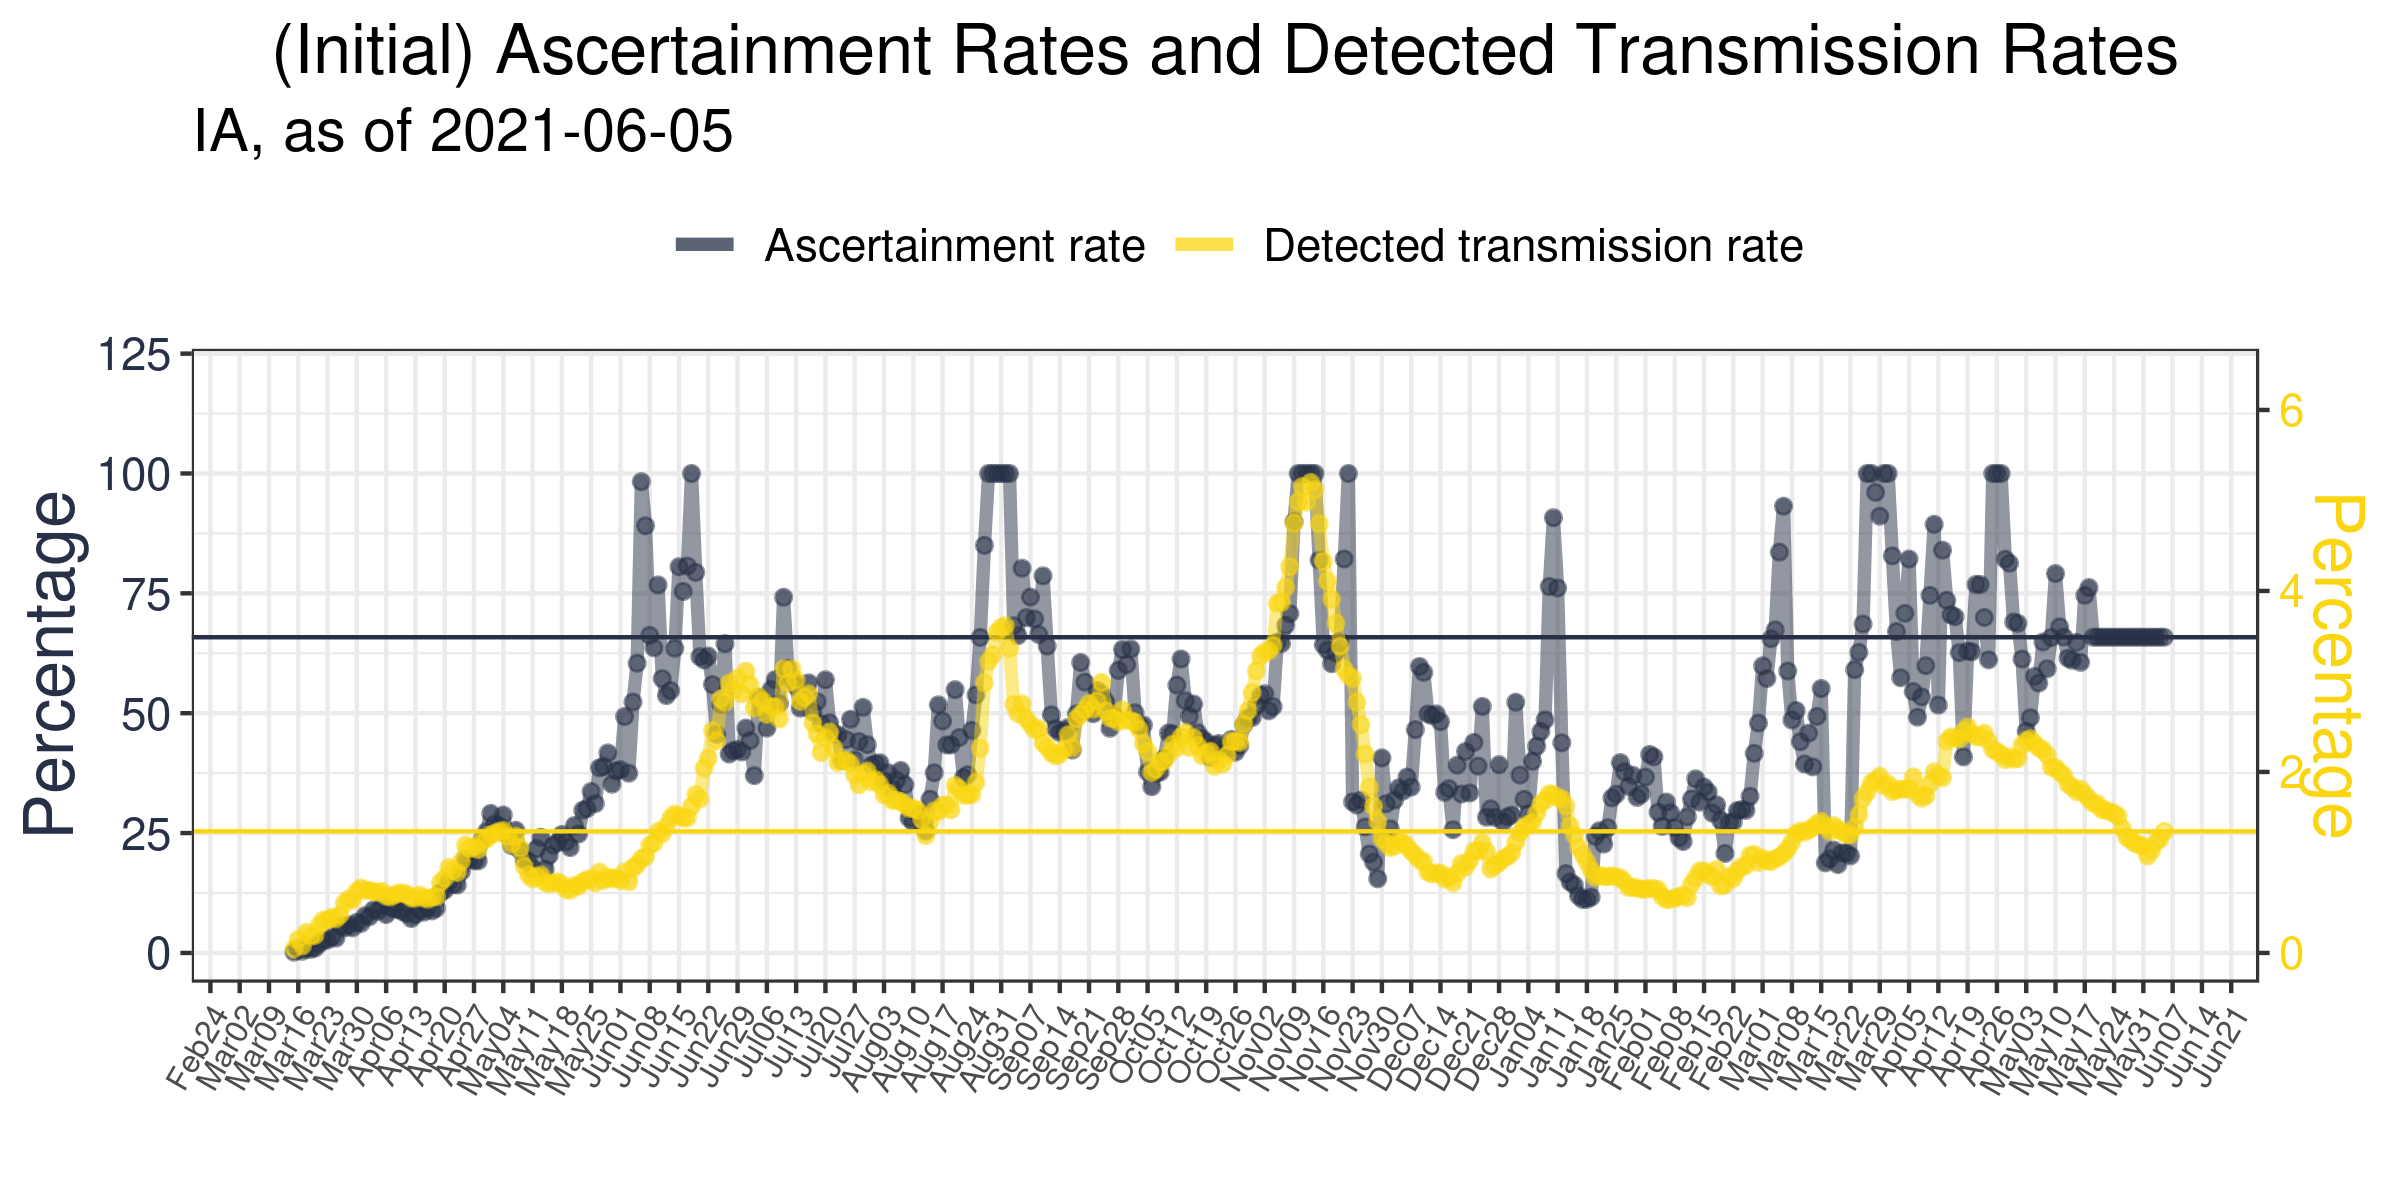 (Initial) Ascertainment Rates and Detected Transmission Rates
IA, as of 2021-06-05
Ascertainment rate
Detected transmission rate
Percentage
125
100
75
50
25
0
6
4
2
0
Percentage
Feb24
Mar02
Mar09
Mar16
Mar23
Mar30
Apr06
Apr13
Apr20
Apr27
May04
May11
May18
May25
Jun01
Jun08
Jun15
Jun22
Jun29
Jul06
Jul13
Jul20
Jul27
Aug03
Aug10
Aug17
Aug24
Aug31
Sep07
Sep14
Sep21
Sep28
Oct05
Oct12
Oct19
Oct26
Nov02
Nov09
Nov16
Nov23
Nov30
Dec07
Dec14
Dec21
Dec28
Jan04
Jan11
Jan18
Jan25
Feb01
Feb08
Feb15
Feb22
Mar01
Mar08
Mar15
Mar22
Mar29
Apr05
Apr12
Apr19
Apr26
May03
May10
May17
May24
May31
Jun07
Jun14
Jun21